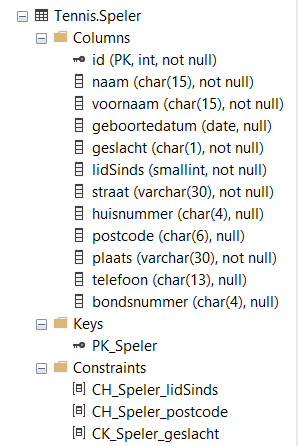 Tennis.Speler
Columns
id (PK, int, not null)
naam (char(15), not null)
voornaam (char(15), not null)
geboortedatum (date, null)
geslacht (char(1), not null)
lidSinds (smallint, not null)
straat (varchar(30), not null)
huisnummer (char(4), null)
postcode (char(6), null)
plaats (varchar(30), not null)
telefoon (char(13), null)
bondsnummer (char(4), null)
Keys
PK_Speler
Constraints
CH_Speler_lidSinds
CH_Speler_postcode
CK_Speler_geslacht